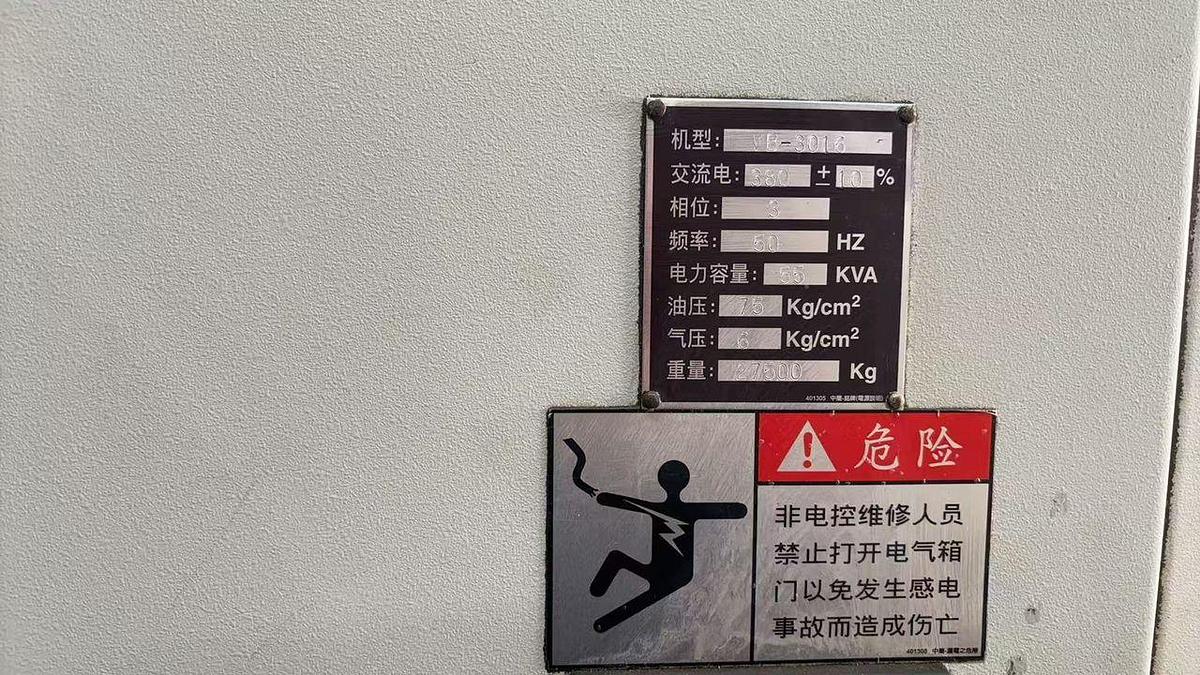 机型: VB-3016
交流电: 380 ± 10 %
相位: 3
频率: 50 HZ
电力容量: 55 KVA
油压: 75 Kg/cm²
气压: 6 Kg/cm²
重量: 27500 Kg
401305
危险
非电控维修人员
禁止打开电气箱
门以免发生感电
事故而造成伤亡